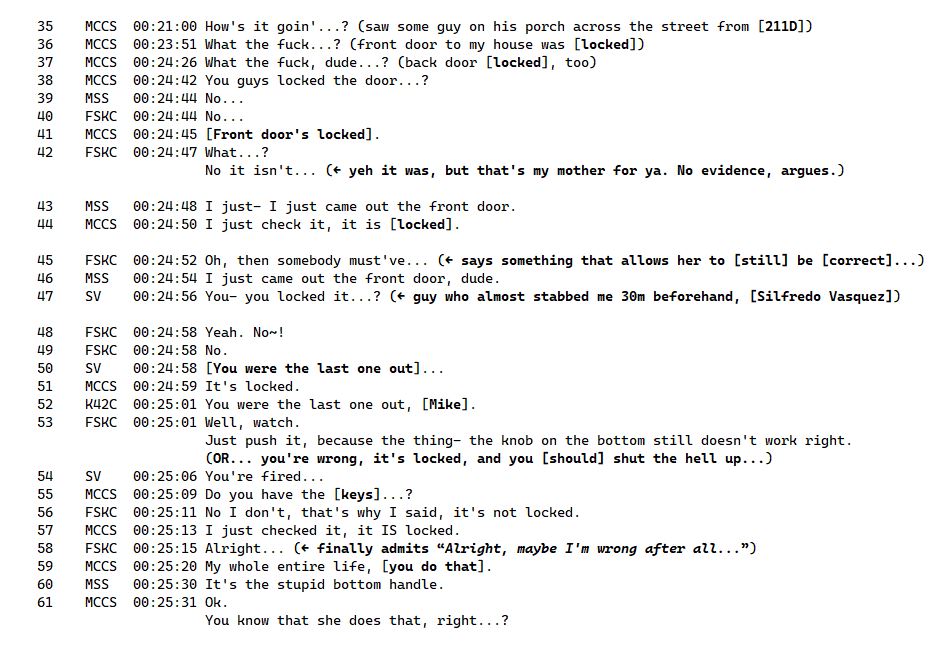 35 MCCS 00:21:00 How's it goin'...? (saw some guy on his porch across the street from [211D])
36 MCCS 00:23:51 What the fuck...? (front door to my house was [locked])
37 MCCS 00:24:26 What the fuck, dude...? (back door [locked], too)
38 MCCS 00:24:42 You guys locked the door...?
39 MSS 00:24:44 No...
40 FSKC 00:24:44 No...
41 MCCS 00:24:45 [Front door's locked].
42 FSKC 00:24:47 What...?
No it isn't... (← yeh it was, but that's my mother for ya. No evidence, argues.)
43 MSS 00:24:48 I just– I just came out the front door.
44 MCCS 00:24:50 I just check it, it is [locked].
45 FSKC 00:24:52 Oh, then somebody must've... (← says something that allows her to [still] be [correct]...)
46 MSS 00:24:54 I just came out the front door, dude.
47 SV 00:24:56 You– you locked it...? (← guy who almost stabbed me 30m beforehand, [Silfredo Vasquez])
48 FSKC 00:24:58 Yeah. No~!
49 FSKC 00:24:58 No.
50 SV 00:24:58 [You were the last one out]...
51 MCCS 00:24:59 It's locked.
52 K42C 00:25:01 You were the last one out, [Mike].
53 FSKC 00:25:01 Well, watch.
Just push it, because the thing– the knob on the bottom still doesn't work right.
(OR... you're wrong, it's locked, and you [should] shut the hell up...)
54 SV 00:25:06 You're fired...
55 MCCS 00:25:09 Do you have the [keys]...?
56 FSKC 00:25:11 No I don't, that's why I said, it's not locked.
57 MCCS 00:25:13 I just checked it, it IS locked.
58 FSKC 00:25:15 Alright... (← finally admits “Alright, maybe I'm wrong after all...”)
59 MCCS 00:25:20 My whole entire life, [you do that].
60 MSS 00:25:30 It's the stupid bottom handle.
61 MCCS 00:25:31 Ok.
You know that she does that, right...?